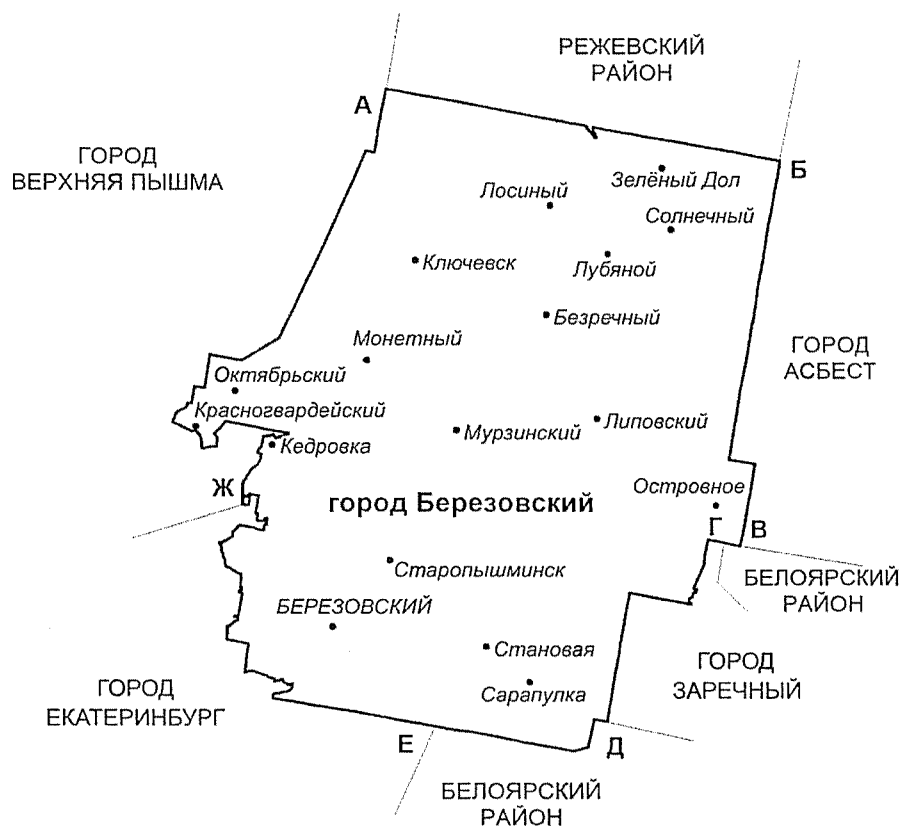 РЕЖЕВСКИЙ
РАЙОН
А
ГОРОД
ВЕРХНЯЯ ПЫШМА
Б
Зелёный Дол
Лосиный
Солнечный
Ключевск
Лубяной
Безречный
Монетный
ГОРОД
АСБЕСТ
Октябрьский
Красногвардейский
Липовский
Мурзинский
Кедровка
Ж
Островное
город Березовский
Г
В
Старопышминск
БЕЛОЯРСКИЙ
РАЙОН
БЕРЕЗОВСКИЙ
Становая
ГОРОД
ЗАРЕЧНЫЙ
Сарапулка
ГОРОД
ЕКАТЕРИНБУРГ
Е
Д
БЕЛОЯРСКИЙ
РАЙОН